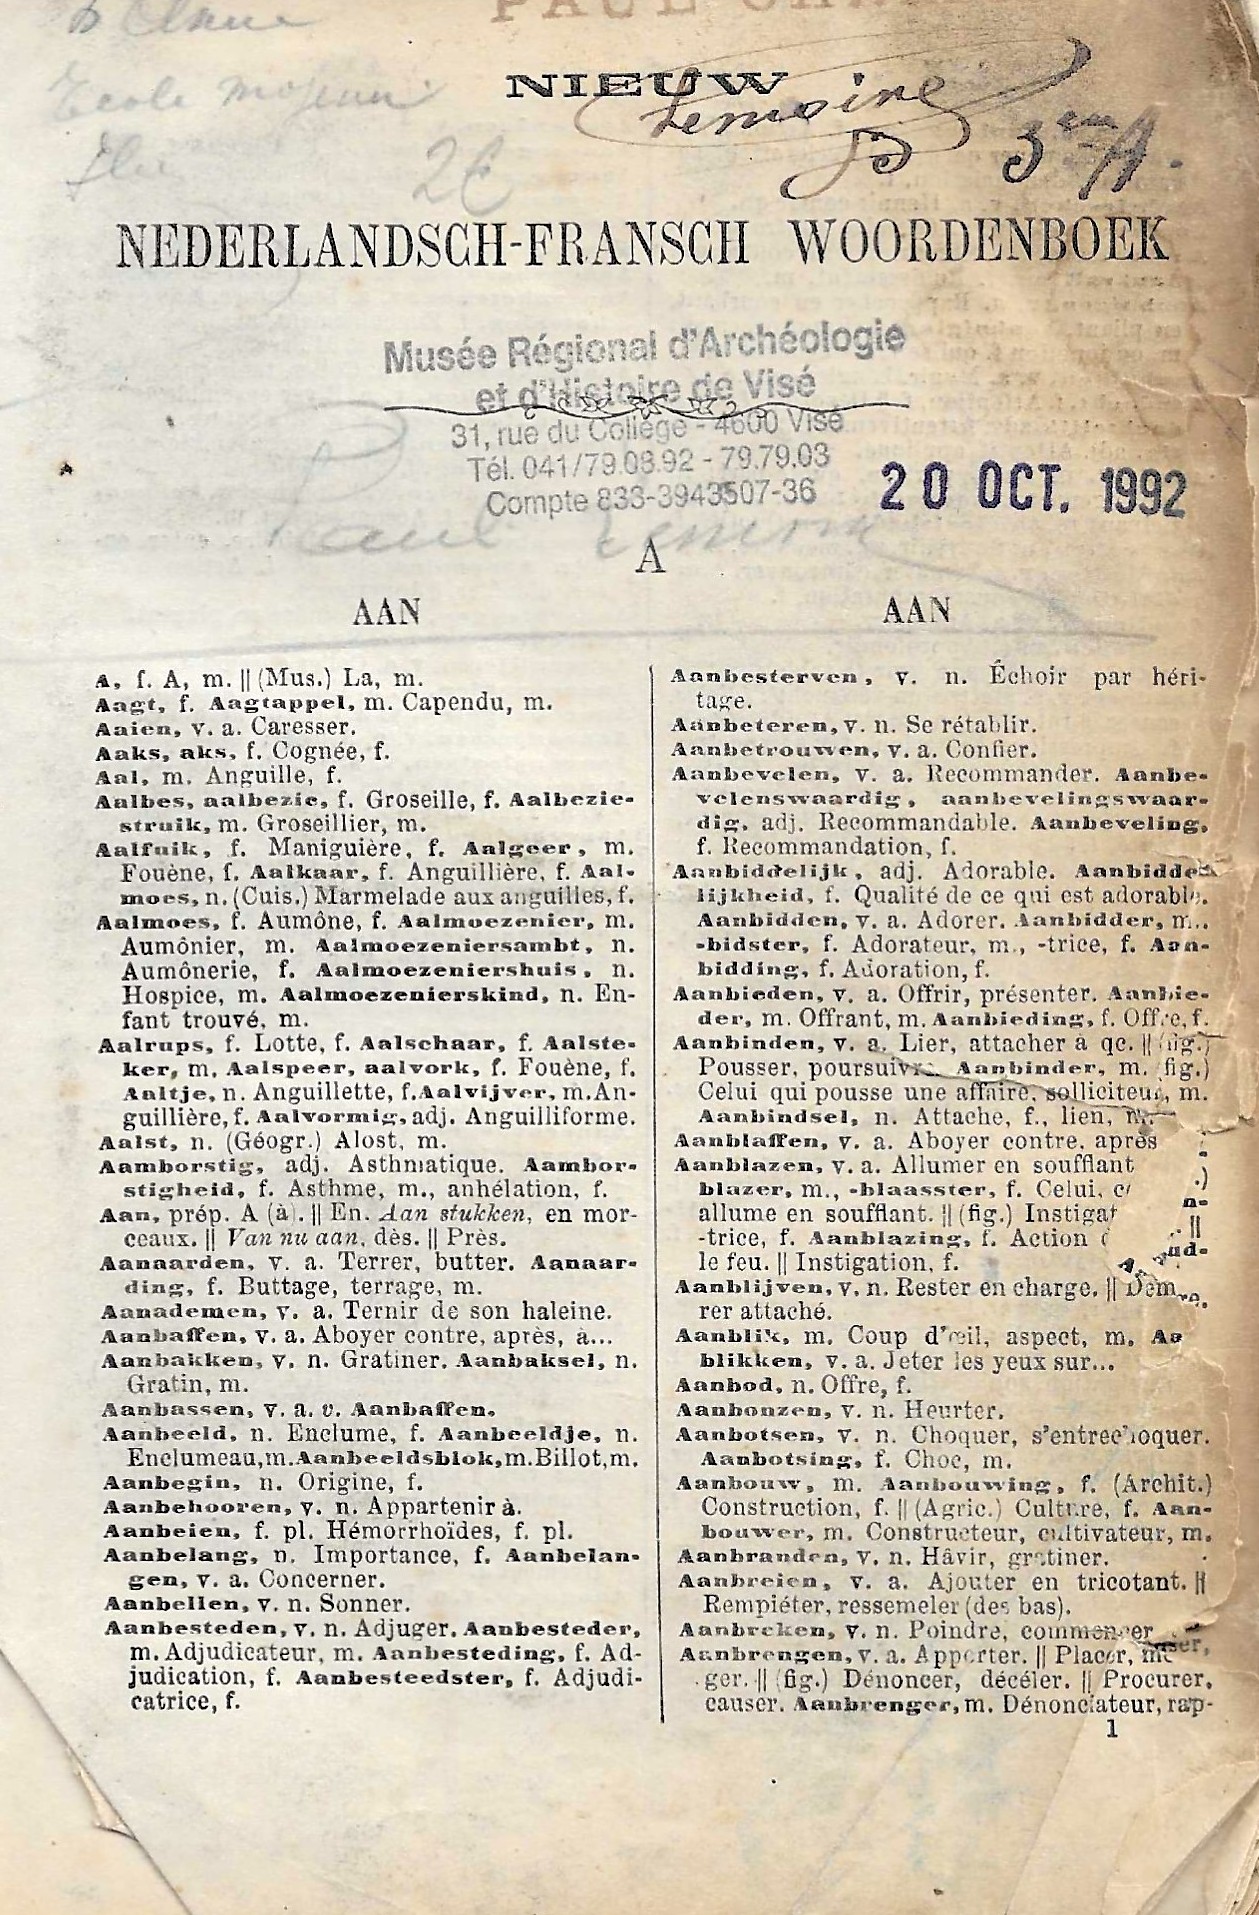 Ecole moyenne
NIEUW
Lemoine
2e
3em A.
NEDERLANDSCH-FRANSCH WOORDENBOEK
Musée Régional d'Archéologie
et d'Histoire de Visé
31, rue du Collège - 4600 Visé
Tél. 041/79.08.92 - 79.79.03
Compte 833-3943507-36
20 OCT. 1992
Paul Lemoine
A
AAN
A, f. A, m. || (Mus.) La, m.
Aagt, f. Aagtappel, m. Capendu, m.
Aaien, v. a. Caresser.
Aaks, aks, f. Cognée, f.
Aal, m. Anguille, f.
Aalbes, aalbezie, f. Groseille, f. Aalbezie-
struik, m. Groseillier, m.
Aalfuik, f. Maniguière, f. Aalgeer, m.
Fouène, f. Aalkaar, f. Anguillière, f. Aal-
moes, n. (Cuis.) Marmelade aux anguilles, f.
Aalmoes, f. Aumône, f. Aalmoezenier, m.
Aumônier, m. Aalmoezeniersambt, n.
Aumônerie, f. Aalmoezeniershuis, n.
Hospice, m. Aalmoezenierskind, n. En-
fant trouvé, m.
Aalrups, f. Lotte, f. Aalschaar, f. Aalste-
ker, m. Aalspeer, aalvork, f. Fouène, f.
Aaltje, n. Anguillette, f. Aalvijver, m. An-
guillière, f. Aalvormig, adj. Anguilliforme.
Aalst, n. (Géogr.) Alost, m.
Aamborstig, adj. Asthmatique. Aambor-
stigheid, f. Asthme, m., anhélation, f.
Aan, prép. A (à). || En. Aan stukken, en mor-
ceaux. || Van nu aan, dès. || Près.
Aanaarden, v. a. Terrer, butter. Aanaar-
ding, f. Buttage, terrage, m.
Aanademen, v. a. Ternir de son haleine.
Aanbaffen, v. a. Aboyer contre, après, à...
Aanbakken, v. n. Gratiner. Aanbaksel, n.
Gratin, m.
Aanbassen, v. a. v. Aanbaffen.
Aanbeeld, n. Enclume, f. Aanbeeldje, n.
Enclumeau, m. Aanbeeldsblok, m. Billot, m.
Aanbegin, n. Origine, f.
Aanbehooren, v. n. Appartenir à.
Aanbeien, f. pl. Hémorrhoïdes, f. pl.
Aanbelang, n. Importance, f. Aanbelan-
gen, v. a. Concerner.
Aanbellen, v. n. Sonner.
Aanbesteden, v. n. Adjuger. Aanbesteder,
m. Adjudicateur, m. Aanbesteding, f. Ad-
judication, f. Aanbesteedster, f. Adjudi-
catrice, f.
AAN
Aanbesterven, v. n. Échoir par héri-
tage.
Aanbeteren, v. n. Se rétablir.
Aanbetrouwen, v. a. Confier.
Aanbevelen, v. a. Recommander. Aanbe-
velenswaardig, aanbevelingswaar-
dig, adj. Recommandable. Aanbeveling,
f. Recommandation, f.
Aanbiddelijk, adj. Adorable. Aanbidde-
lijkheid, f. Qualité de ce qui est adorable.
Aanbidden, v. a. Adorer. Aanbidder, m.,
-bidster, f. Adorateur, m., -trice, f. Aan-
bidding, f. Adoration, f.
Aanbieden, v. a. Offrir, présenter. Aanbie-
der, m. Offrant, m. Aanbieding, f. Offre, f.
Aanbinden, v. a. Lier, attacher à qc. || (fig.)
Pousser, poursuivre. Aanbinder, m. (fig.)
Celui qui pousse une affaire, solliciteur, m.
Aanbindsel, n. Attache, f., lien, m.
Aanblaffen, v. a. Aboyer contre, après
Aanblazen, v. a. Allumer en soufflant
blazer, m., -blaasster, f. Celui,
allume en soufflant. || (fig.) Instigat
-trice, f. Aanblazing, f. Action
le feu. || Instigation, f.
Aanblijven, v. n. Rester en charge. || Dem
rer attaché.
Aanblik, m. Coup d'œil, aspect, m. Aa
blikken, v. a. Jeter les yeux sur...
Aanbod, n. Offre, f.
Aanbonzen, v. n. Heurter.
Aanbotsen, v. n. Choquer, s'entrechoquer.
Aanbotsing, f. Choc, m.
Aanbouw, m. Aanbouwing, f. (Archit.)
Construction, f. || (Agric.) Culture, f. Aan-
bouwer, m. Constructeur, cultivateur, m.
Aanbranden, v. n. Hâvir, gratiner.
Aanbreien, v. a. Ajouter en tricotant. ||
Rempiéter, ressemeler (des bas).
Aanbreken, v. n. Poindre, commencer
Aanbrengen, v. a. Apporter. || Placer,
ger. || (fig.) Dénoncer, décéler. || Procurer,
causer. Aanbrenger, m. Dénonciateur, rap-
1